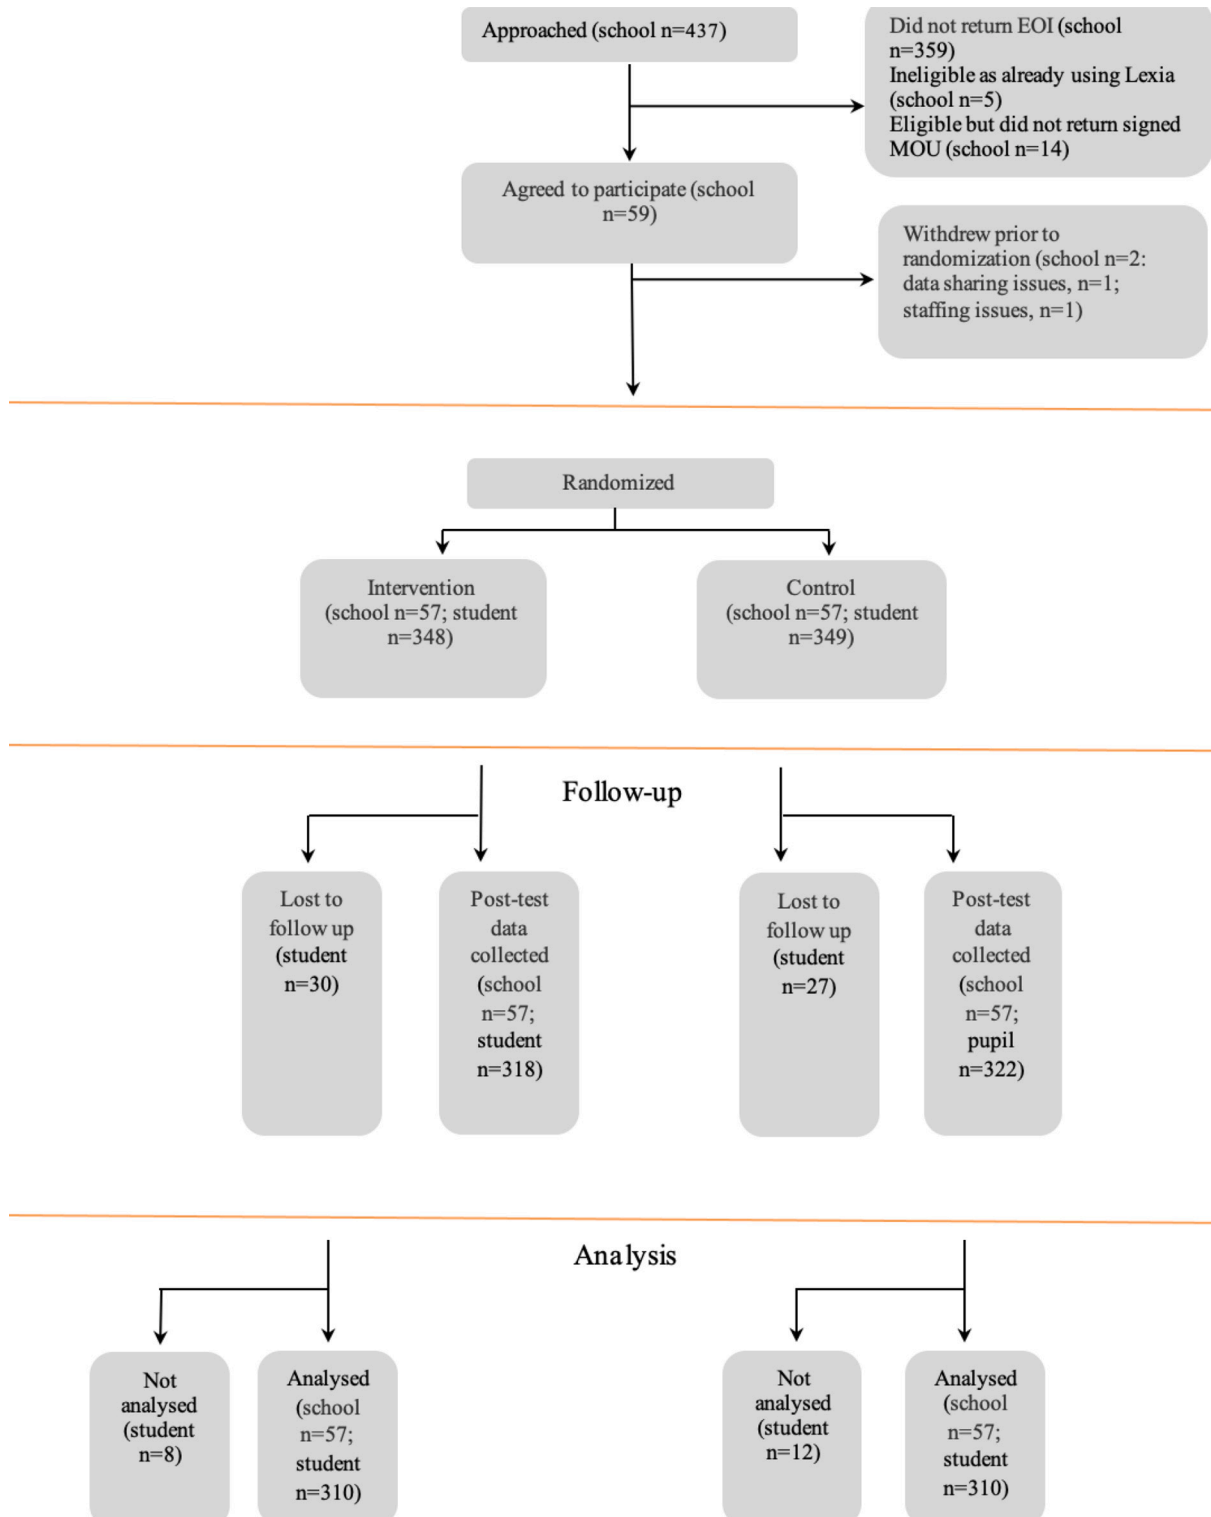 Approached (school n=437)
Did not return EOI (school
n=359)
Ineligible as already using Lexia
(school n=5)
Eligible but did not return signed
MOU (school n=14)
Agreed to participate (school
n=59)
Withdrew prior to
randomization (school n=2:
data sharing issues, n=1;
staffing issues, n=1)
Randomized
Intervention
(school n=57; student
n=348)
Control
(school n=57; student
n=349)
Follow-up
Lost to
follow up
(student
n=30)
Post-test
data
collected
(school
n=57;
student
n=318)
Lost to
follow up
(student
n=27)
Post-test
data
collected
(school
n=57;
pupil
n=322)
Analysis
Not
analysed
(student
n=8)
Analysed
(school
n=57;
student
n=310)
Not
analysed
(student
n=12)
Analysed
(school
n=57;
student
n=310)